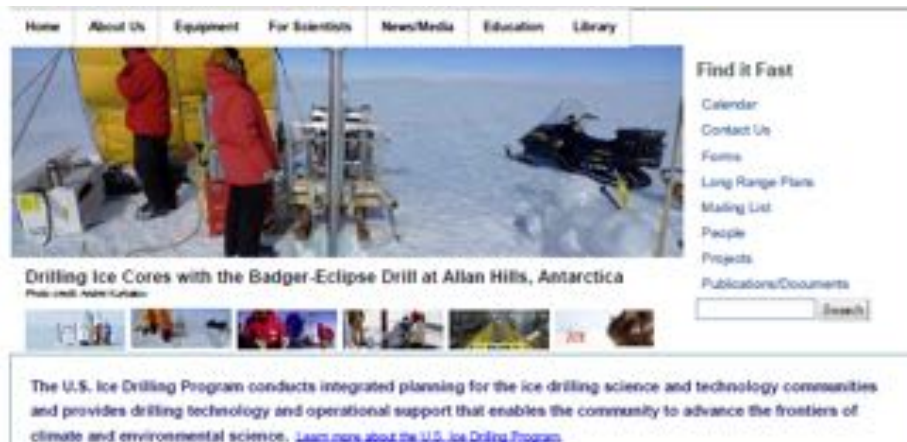 Home About Us Equipment For Scientists News/Media Education Library
Find it Fast
Calendar
Contact Us
Forms
Long Range Plans
Mailing List
People
Projects
Publications/Documents
Search
Drilling Ice Cores with the Badger-Eclipse Drill at Allan Hills, Antarctica
Photo credit:
The U.S. Ice Drilling Program conducts integrated planning for the ice drilling science and technology communities
and provides drilling technology and operational support that enables the community to advance the frontiers of
climate and environmental science. Learn more about the U.S. Ice Drilling Program